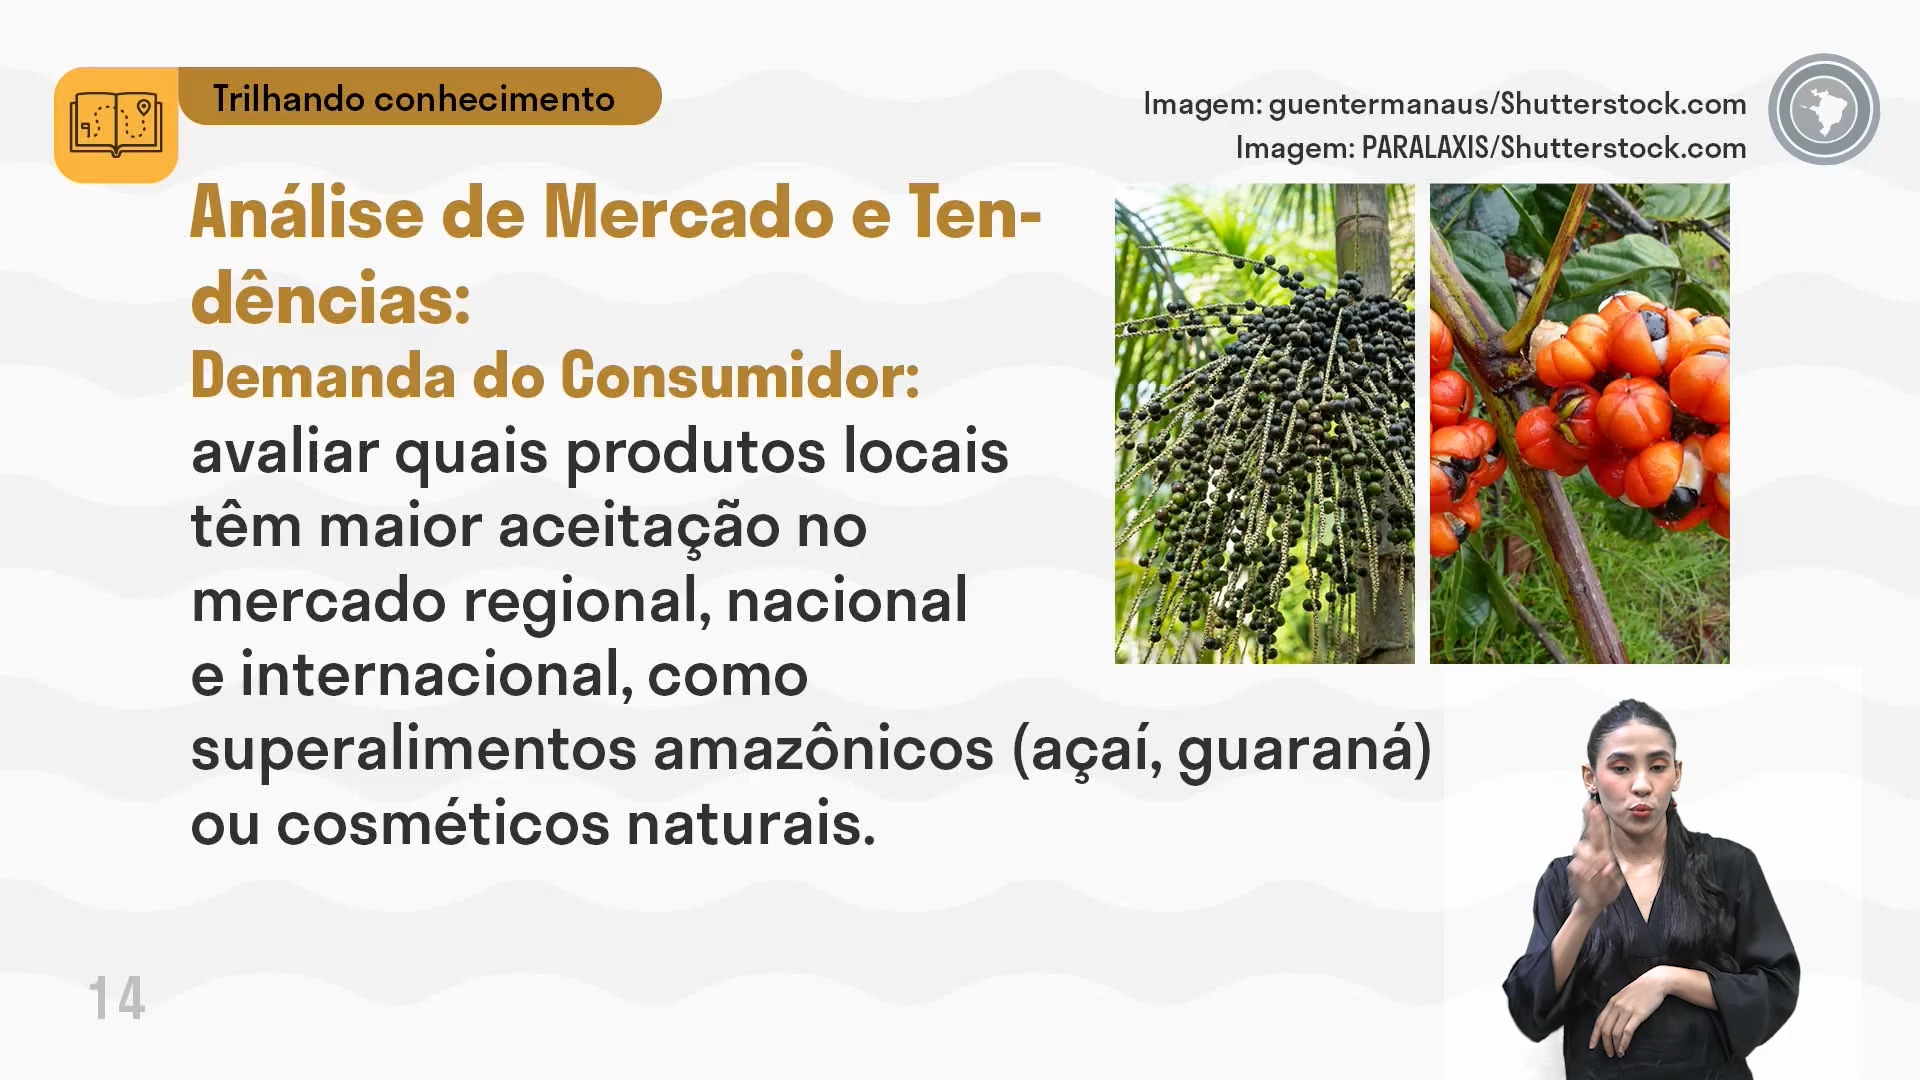 Trilhando conhecimento
Imagem: guentermanaus/Shutterstock.com
Imagem: PARALAXIS/Shutterstock.com
Análise de Mercado e Ten-
dências:
Demanda do Consumidor:
avaliar quais produtos locais
têm maior aceitação no
mercado regional, nacional
e internacional, como
superalimentos amazônicos (açaí, guaraná)
ou cosméticos naturais.
14